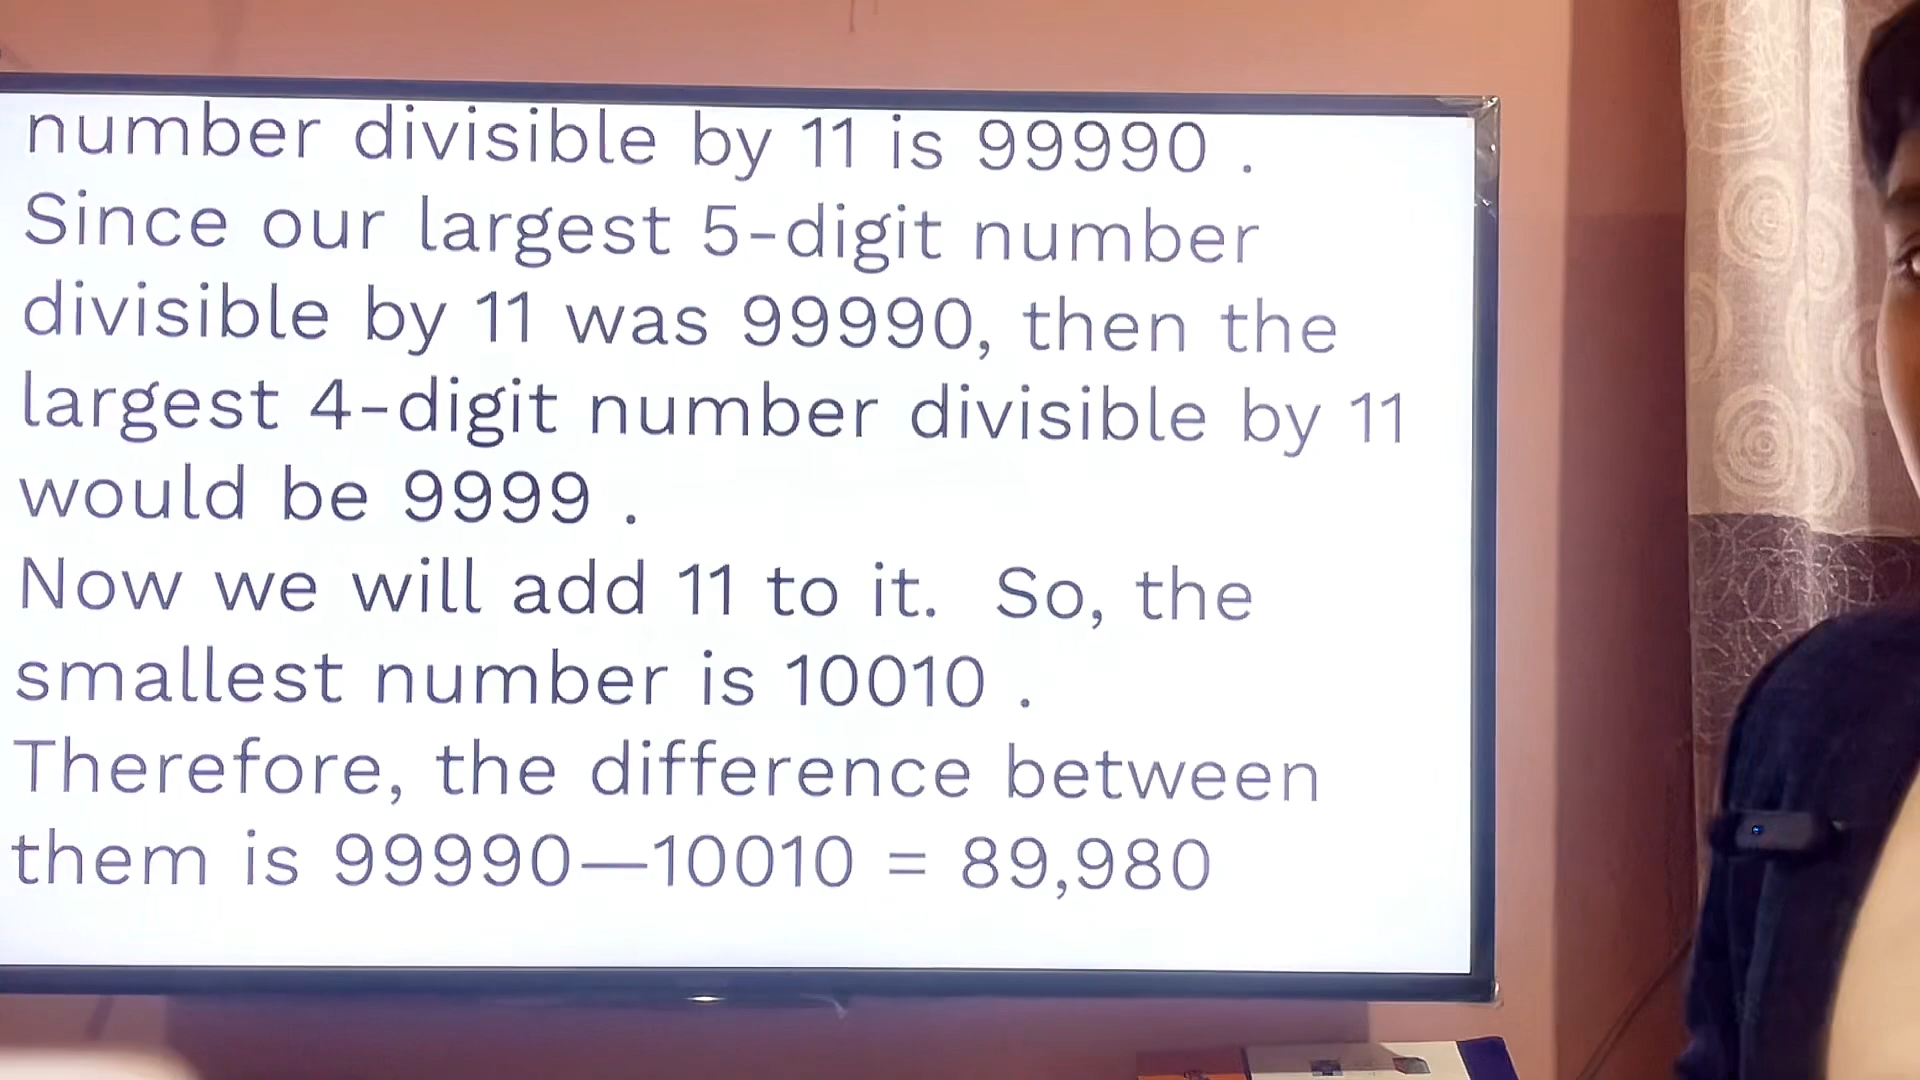 number divisible by 11 is 99990 .
Since our largest 5-digit number
divisible by 11 was 99990, then the
largest 4-digit number divisible by 11
would be 9999 .
Now we will add 11 to it. So, the
smallest number is 10010 .
Therefore, the difference between
them is 99990—10010 = 89,980